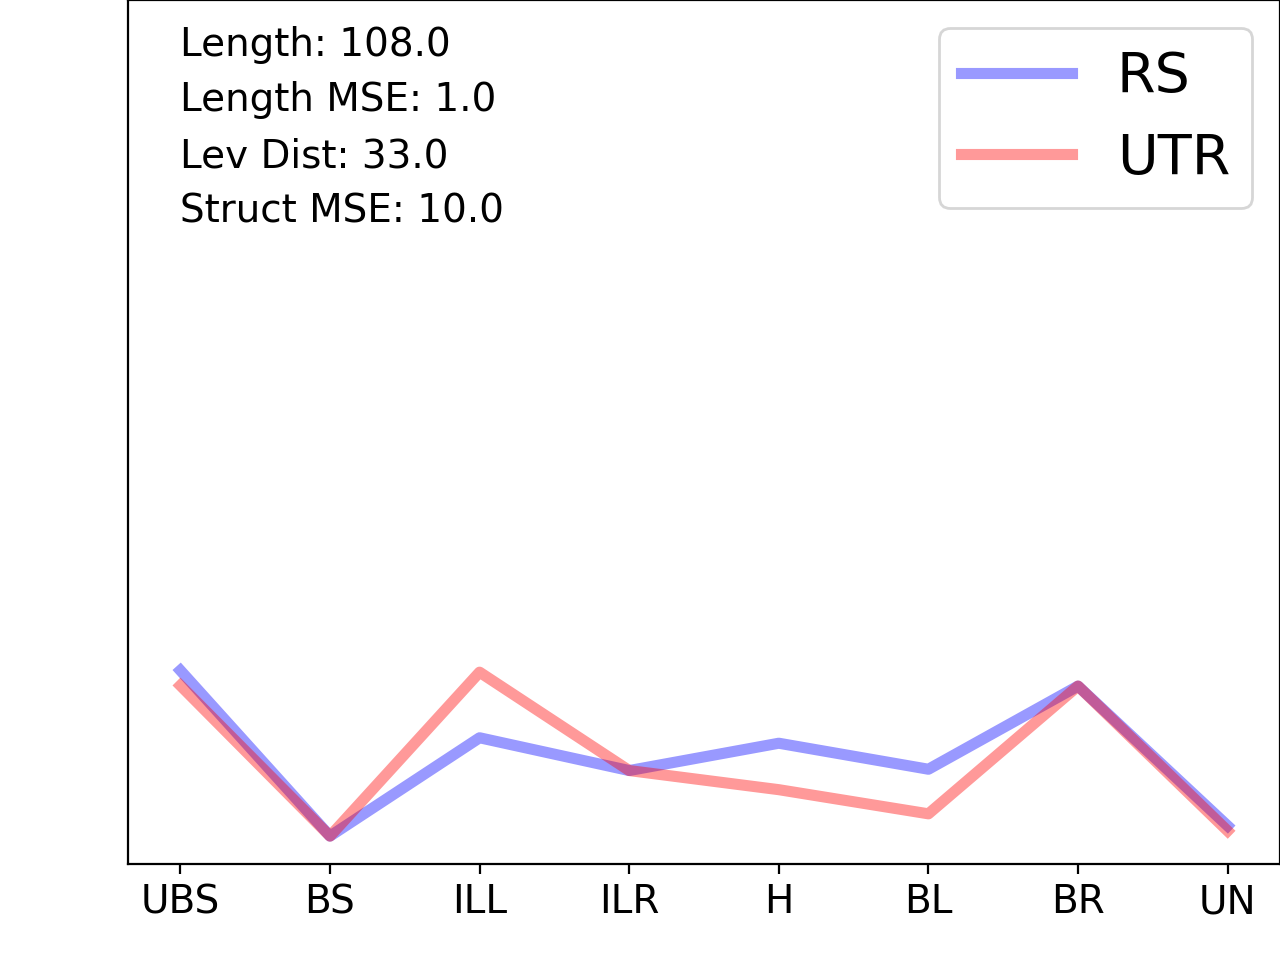 Length: 108.0
Length MSE: 1.0
Lev Dist: 33.0
Struct MSE: 10.0
RS
UTR
UBS BS ILL ILR H BL BR UN